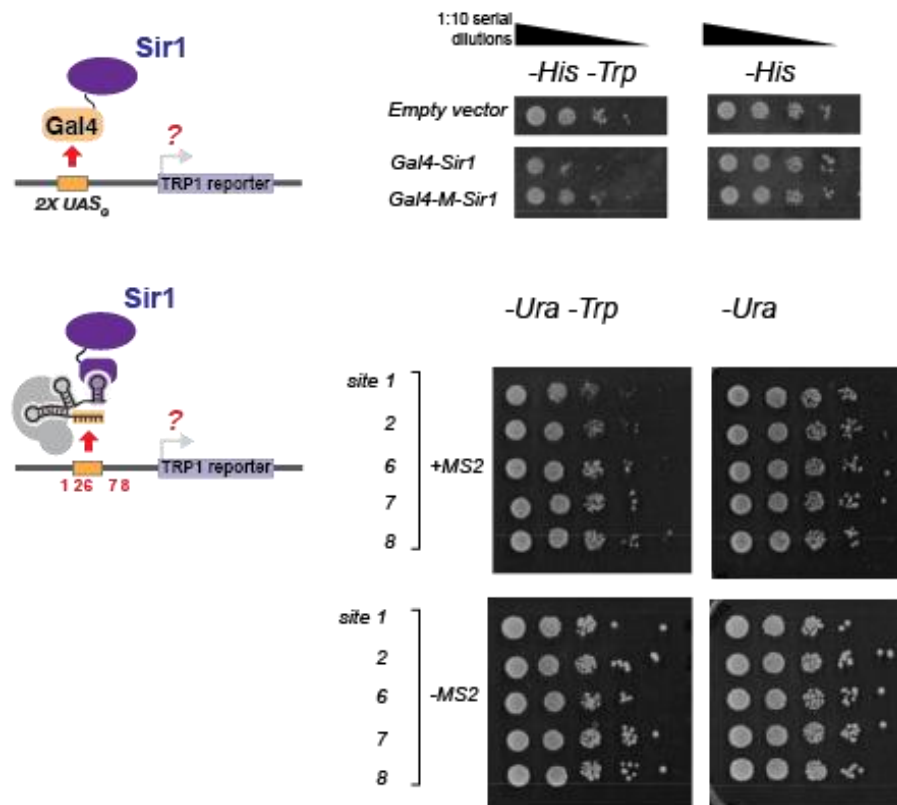 1:10 serial
dilutions
Sir1
-His -Trp
-His
Gal4
?
Empty vector
TRP1 reporter
2X UASG
Gal4-Sir1
Gal4-M-Sir1
Sir1
-Ura -Trp
-Ura
?
TRP1 reporter
1 2 6 7 8
site 1
2
6
+MS2
7
8
site 1
2
6
-MS2
7
8